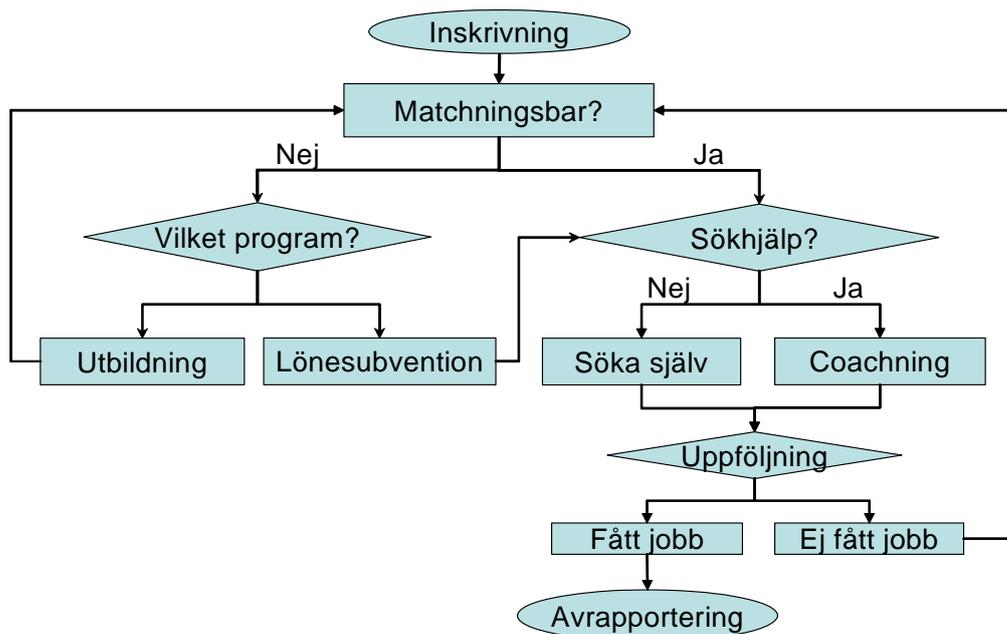 Inskrivning
Matchningsbar?
Nej
Ja
Vilket program?
Sökhjälp?
Nej
Ja
Utbildning
Lönesubvention
Söka själv
Coachning
Uppföljning
Fått jobb
Ej fått jobb
Avrapportering